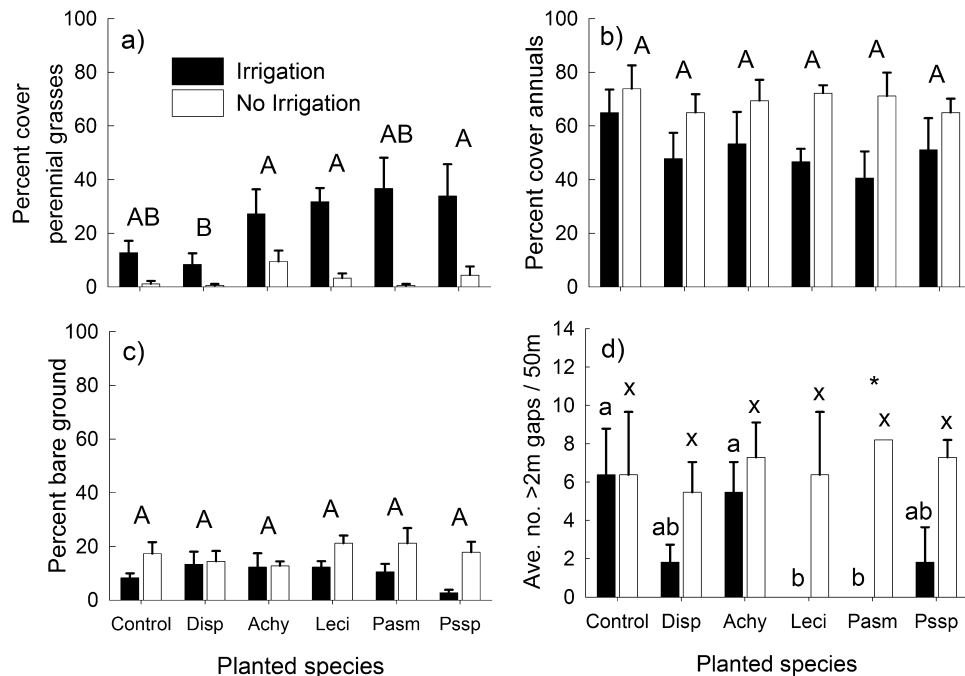 a)
Irrigation
No Irrigation
Percent cover
perennial grasses
100
80
60
40
20
0
AB
B
A
A
AB
A
b)
Percent cover annuals
100
80
60
40
20
0
A
A
A
A
A
A
c)
Percent bare ground
100
80
60
40
20
0
A
A
A
A
A
A
Control Disp Achy Leci Pasm Pssp
Planted species
d)
Ave. no. >2m gaps / 50m
14
12
10
8
6
4
2
0
a x
ab x
a x
b x
*
b x
ab x
Control Disp Achy Leci Pasm Pssp
Planted species